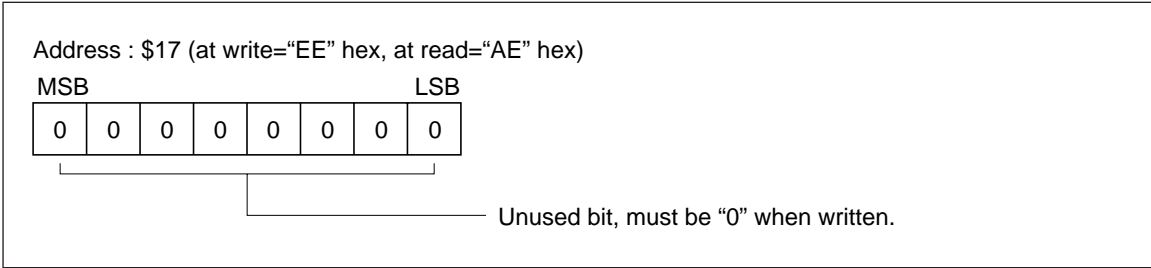 Address : $17 (at write=“EE” hex, at read=“AE” hex)
MSB LSB
0 0 0 0 0 0 0 0
Unused bit, must be “0” when written.